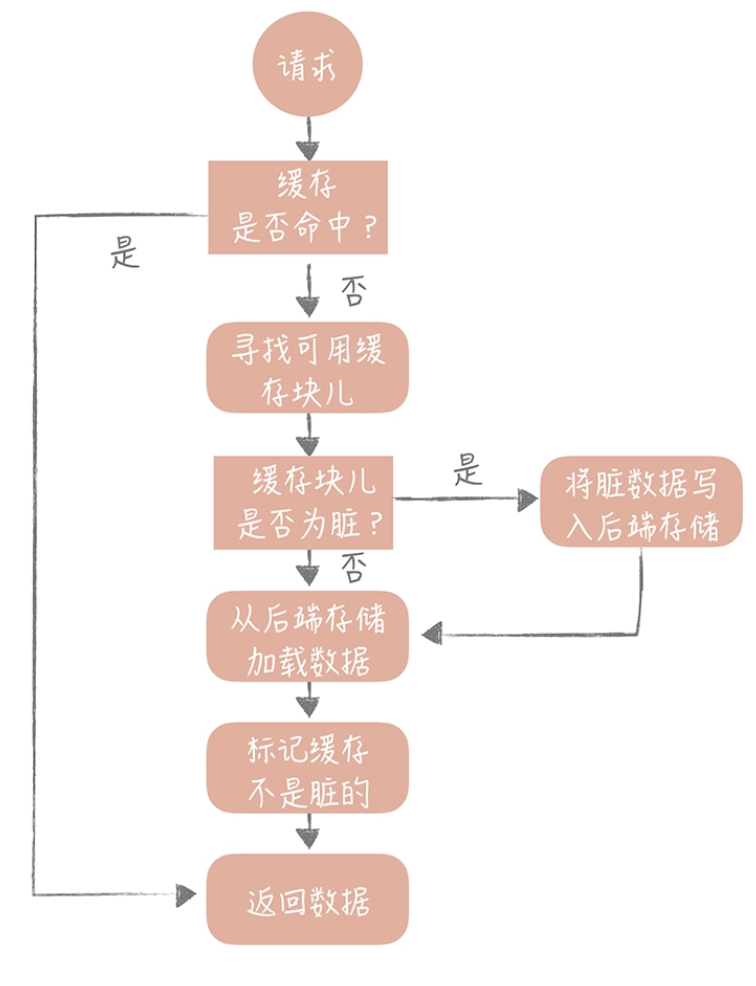 请求
缓存
是否命中？
是
否
寻找可用缓
存块儿
缓存块儿
是否为脏？
是
将脏数据写
入后端存储
否
从后端存储
加载数据
标记缓存
不是脏的
返回数据